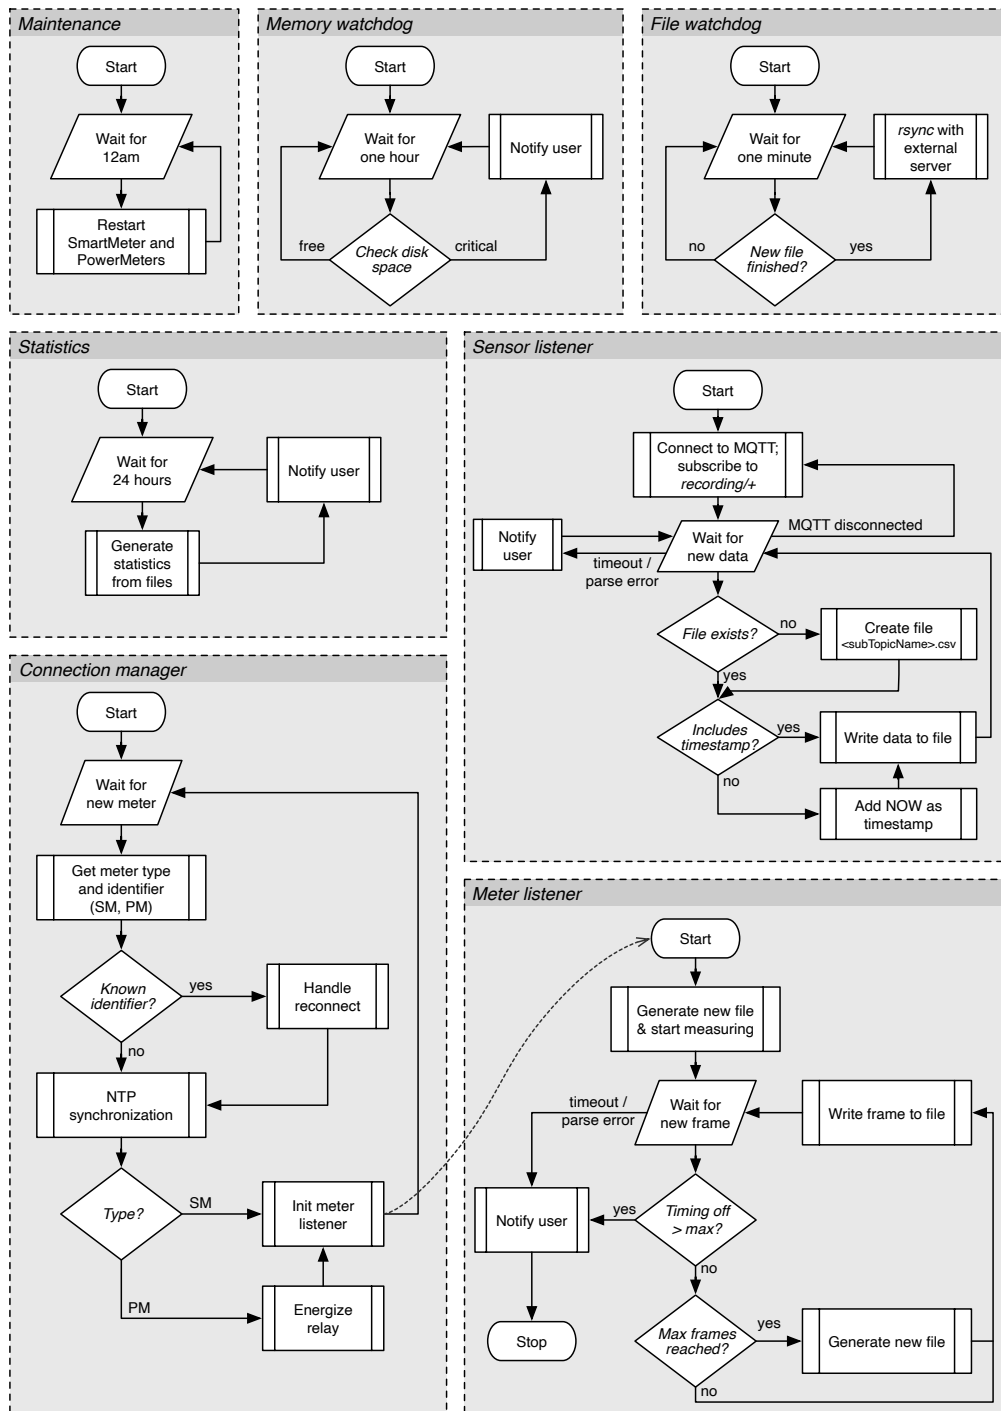 Maintenance
Start
Wait for
12am
Restart
SmartMeter and
PowerMeters
Memory watchdog
Start
Wait for
one hour
Notify user
free
Check disk
space
critical
File watchdog
Start
Wait for
one minute
rsync with
external
server
no
New file
finished?
yes
Statistics
Start
Wait for
24 hours
Notify user
Generate
statistics
from files
Sensor listener
Start
Connect to MQTT;
subscribe to
recording/+
MQTT disconnected
Notify
user
Wait for
new data
timeout /
parse error
File exists?
no
Create file
<subTopicName>.csv
yes
Includes
timestamp?
yes
Write data to file
no
Add NOW as
timestamp
Connection manager
Start
Wait for
new meter
Get meter type
and identifier
(SM, PM)
Known
identifier?
yes
Handle
reconnect
no
NTP
synchronization
Type?
SM
Init meter
listener
PM
Energize
relay
Meter listener
Start
Generate new file
& start measuring
timeout /
parse error
Wait for
new frame
Write frame to file
Notify user
yes
Timing off
> max?
no
Stop
Max frames
reached?
yes
Generate new file
no